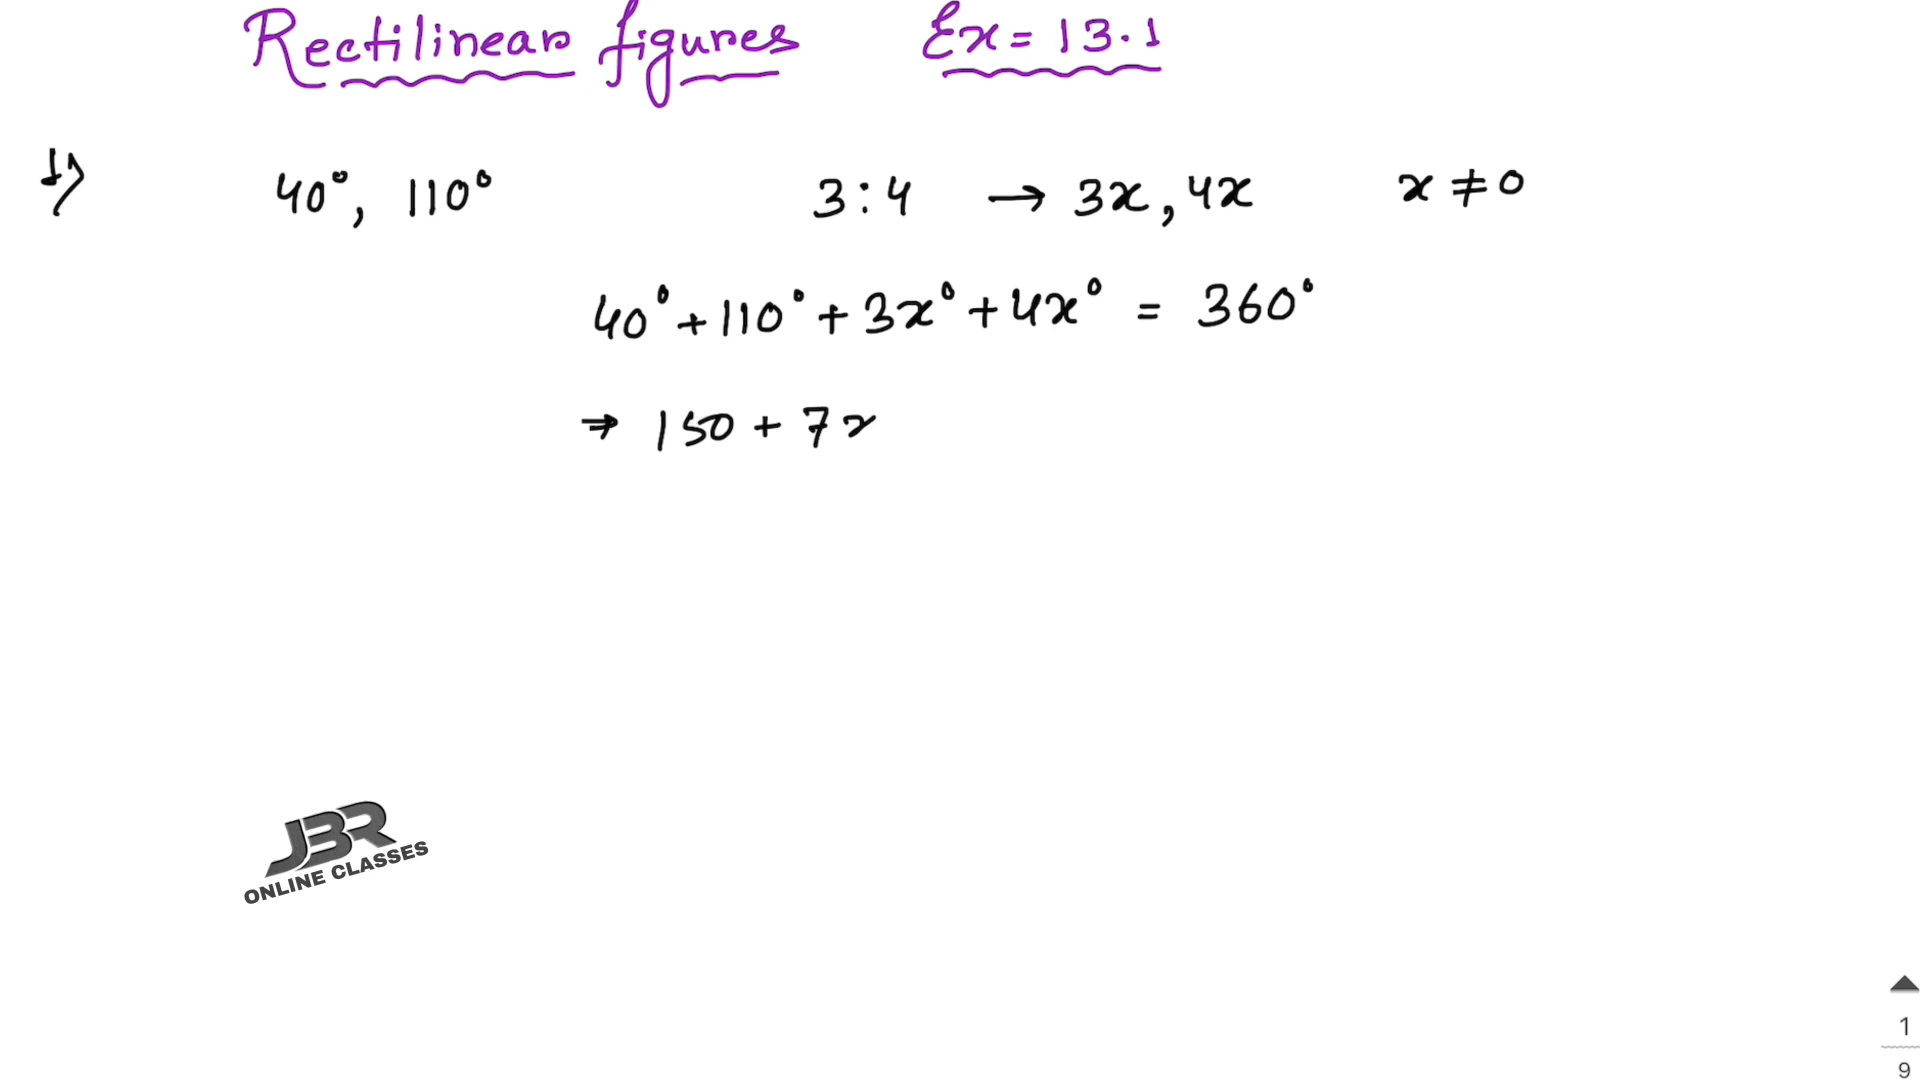 Rectilinear figures Ex = 13.1
1) 40°, 110° 3:4 → 3x, 4x x ≠ 0
40° + 110° + 3x° + 4x° = 360°
⇒ 150 + 7x
JBR
ONLINE CLASSES
1
9